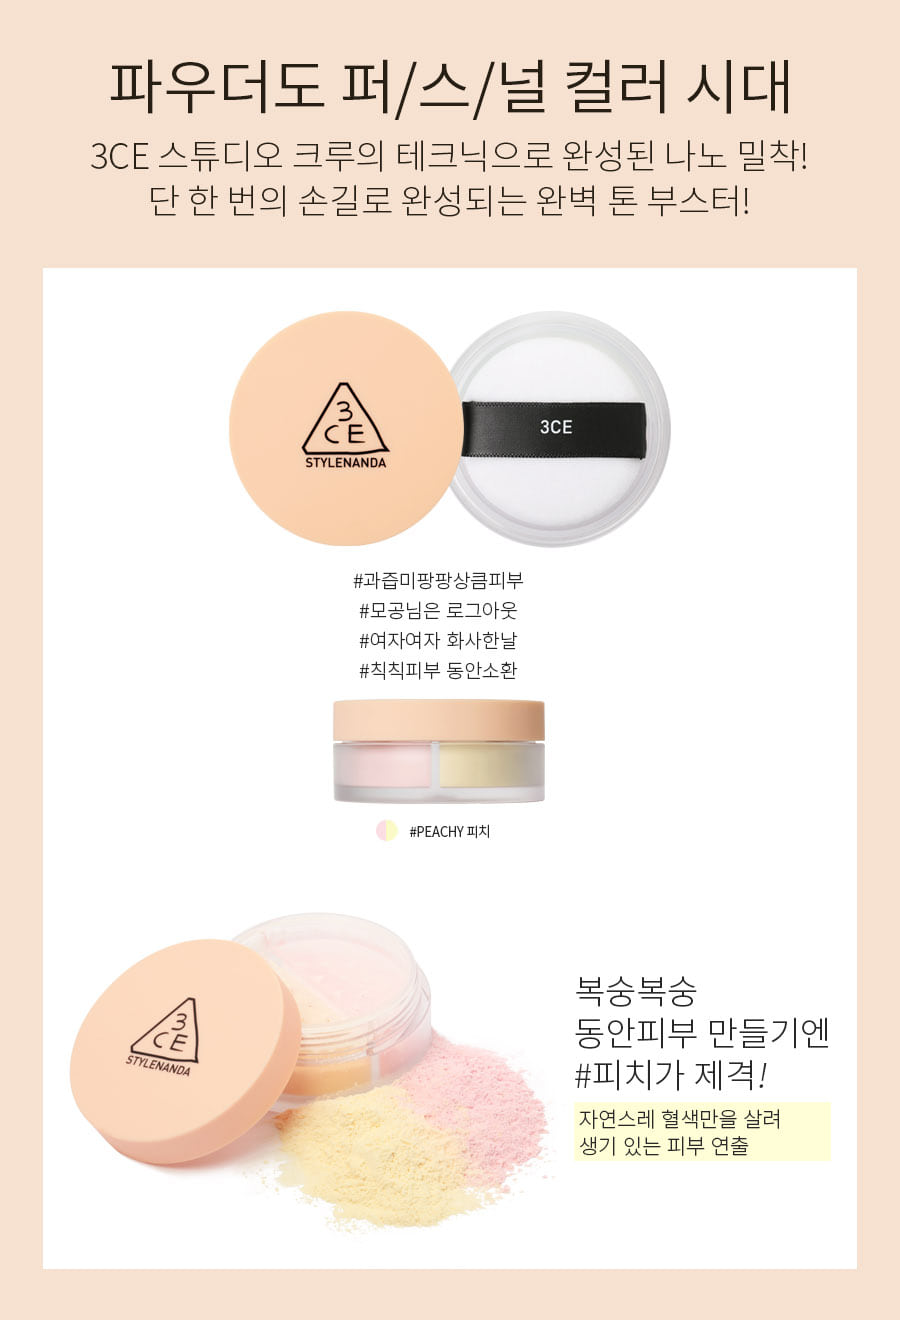 파우더도 퍼/스/널 컬러 시대
3CE 스튜디오 크루의 테크닉으로 완성된 나노 밀착!
단 한 번의 손길로 완성되는 완벽 톤 부스터!
3
CE
STYLENANDA
3CE
#과즙미팡팡상큼피부
#모공님은 로그아웃
#여자여자 화사한날
#칙칙피부 동안소환
#PEACHY 피치
3
CE
STYLENANDA
복숭복숭
동안피부 만들기엔
#피치가 제격!
자연스레 혈색만을 살려
생기 있는 피부 연출